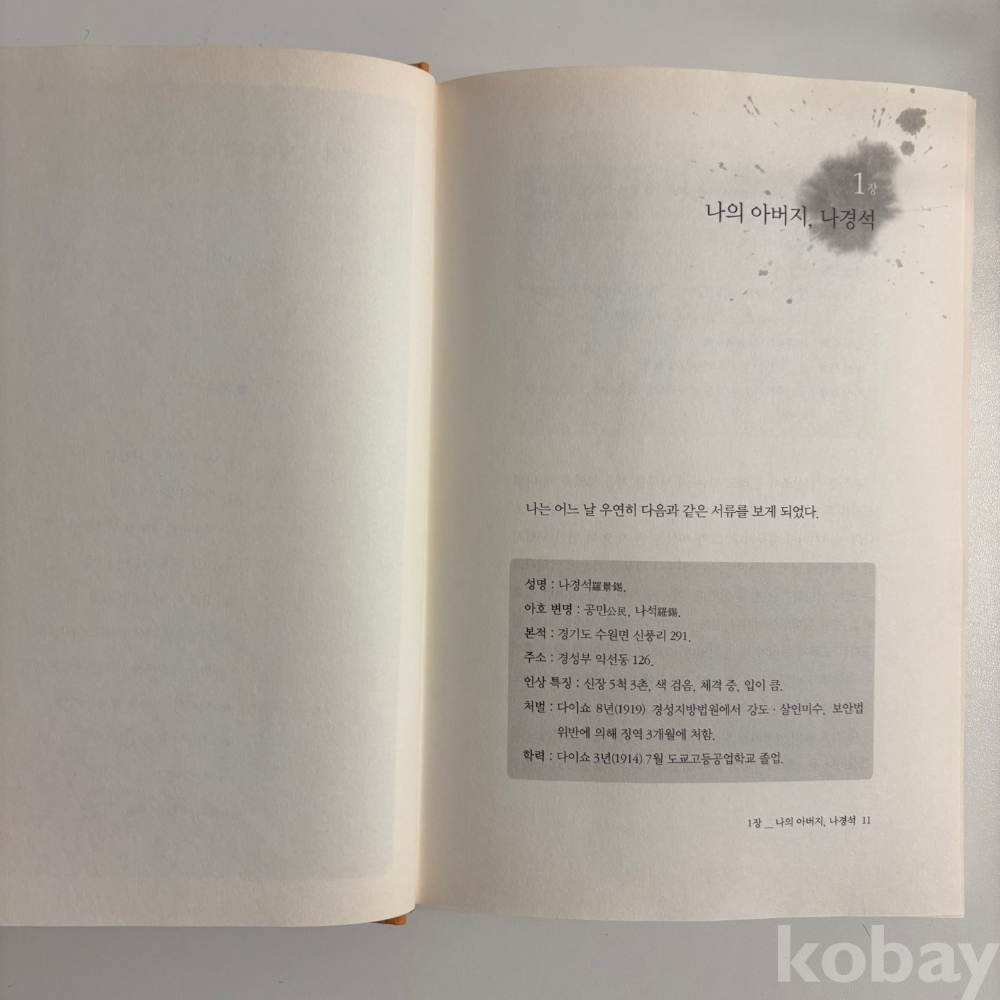 1장
나의 아버지, 나경석
나는 어느 날 우연히 다음과 같은 서류를 보게 되었다.
성명 : 나경석羅景錫.
아호 변명 : 공민公民, 나석羅錫.
본적 : 경기도 수원면 신풍리 291.
주소 : 경성부 익선동 126.
인상 특징 : 신장 5척 3촌, 색 검음, 체격 중, 입이 큼.
처벌 : 다이쇼 8년(1919) 경성지방법원에서 강도·살인미수, 보안법
위반에 의해 징역 3개월에 처함.
학력 : 다이쇼 3년(1914) 7월 도쿄고등공업학교 졸업.
1장 _ 나의 아버지, 나경석 11
kobay